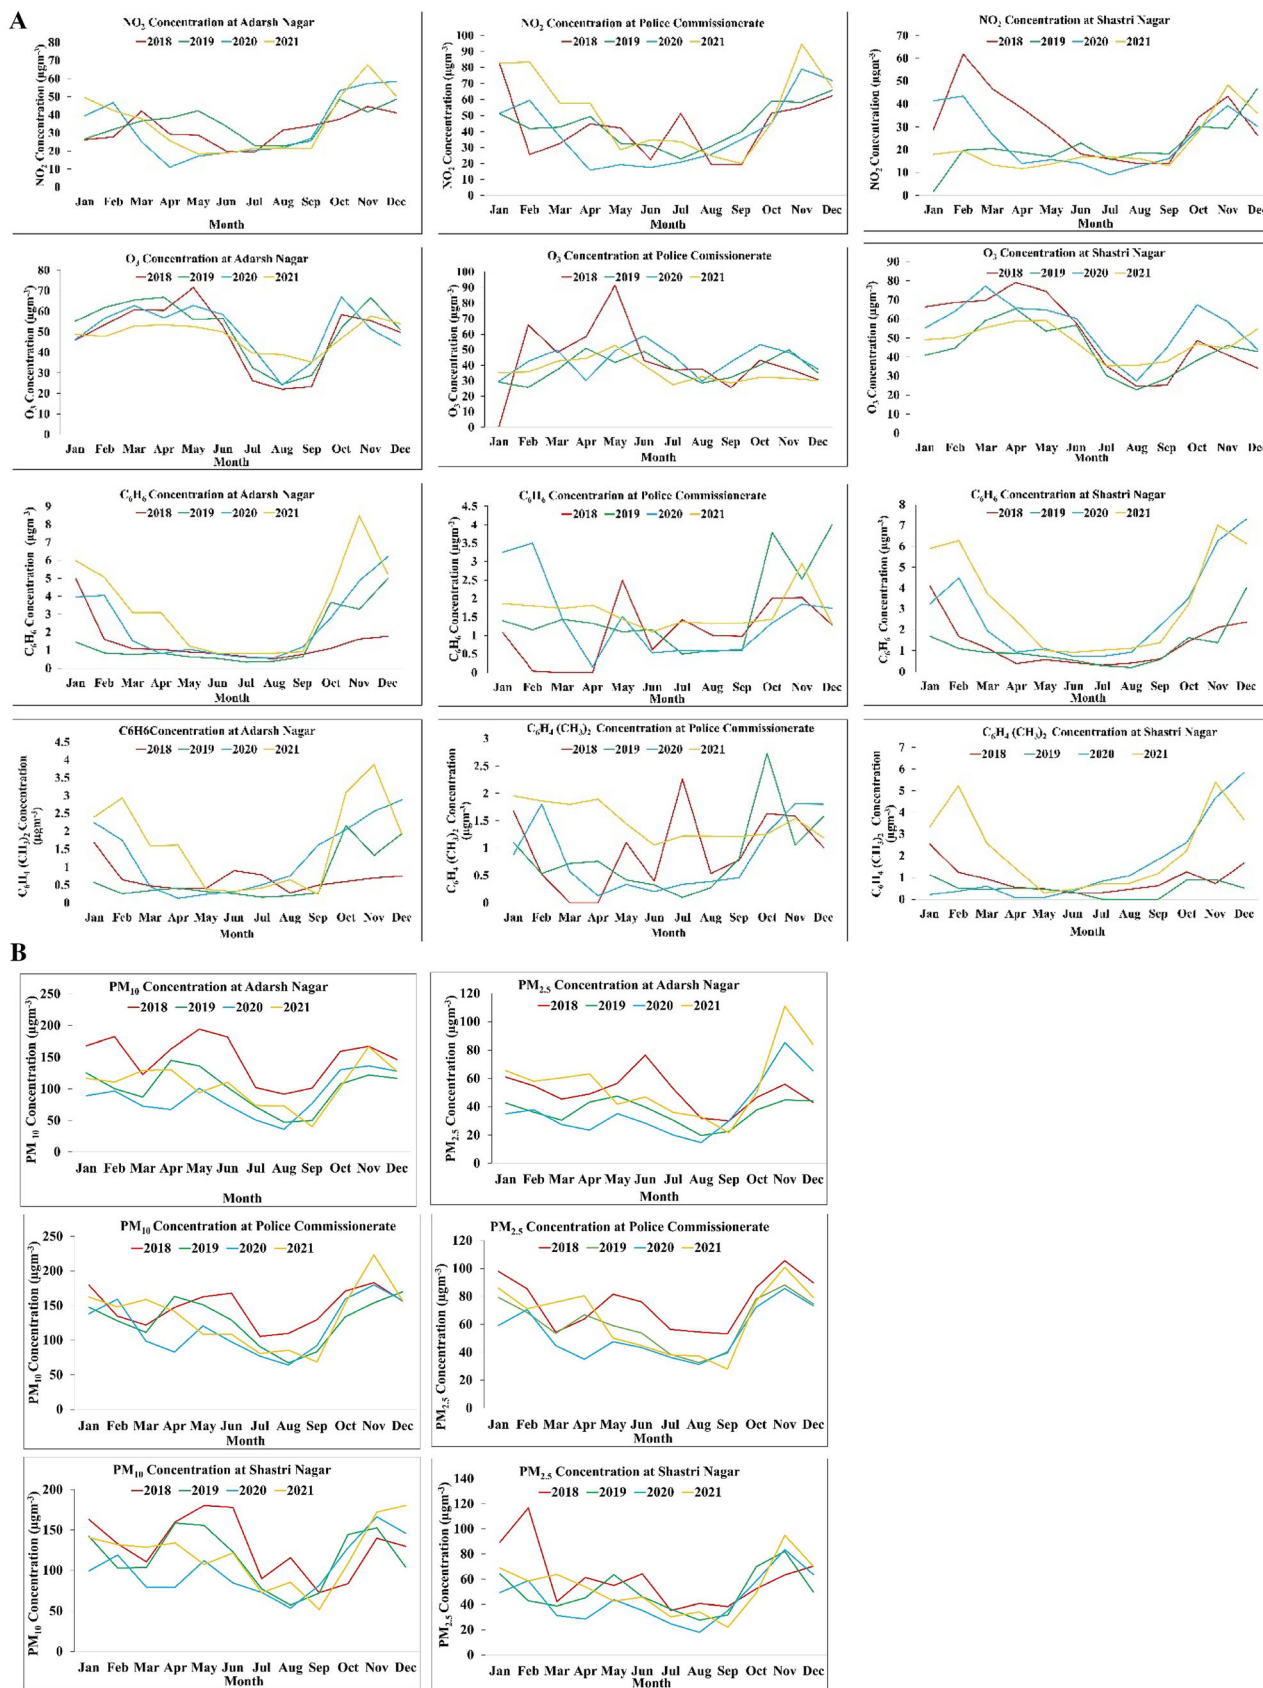 A
NO2 Concentration at Adarsh Nagar
2018 2019 2020 2021
NO2 Conccentration (µgm-3)
80
70
60
50
40
30
20
10
0
Jan Feb Mar Apr May Jun Jul Aug Sep Oct Nov Dec
Month
NO2 Concentration at Police Commissionerate
2018 2019 2020 2021
NO2 Concentration (µgm-3)
100
90
80
70
60
50
40
30
20
10
0
Jan Feb Mar Apr May Jun Jul Aug Sep Oct Nov Dec
Month
NO2 Concentration at Shastri Nagar
2018 2019 2020 2021
NO2 Concentration (µgm-3)
70
60
50
40
30
20
10
0
Jan Feb Mar Apr May Jun Jul Aug Sep Oct Nov Dec
Month
O3 Concentration at Adarsh Nagar
2018 2019 2020 2021
O3 Concentration (µgm-3)
80
70
60
50
40
30
20
10
0
Jan Feb Mar Apr May Jun Jul Aug Sep Oct Nov Dec
Month
O3 Concentration at Police Comissionerate
2018 2019 2020 2021
O3 Concentration (µgm-3)
100
90
80
70
60
50
40
30
20
10
0
Jan Feb Mar Apr May Jun Jul Aug Sep Oct Nov Dec
Month
O3 Concentration at Shastri Nagar
2018 2019 2020 2021
O3 Concentration (µgm-3)
90
80
70
60
50
40
30
20
10
0
Jan Feb Mar Apr May Jun Jul Aug Sep Oct Nov Dec
Month
C6H6 Concentration at Adarsh Nagar
2018 2019 2020 2021
C6H6 Concentration (µgm-3)
9
8
7
6
5
4
3
2
1
0
Jan Feb Mar Apr May Jun Jul Aug Sep Oct Nov Dec
Month
C6H6 Concentration at Police Commissionerate
2018 2019 2020 2021
C6H6 Concentration (µgm-3)
4.5
4
3.5
3
2.5
2
1.5
1
0.5
0
Jan Feb Mar Apr May Jun Jul Aug Sep Oct Nov Dec
Month
C6H6 Concentration at Shastri Nagar
2018 2019 2020 2021
C6H6 Concentration (µgm-3)
8
7
6
5
4
3
2
1
0
Jan Feb Mar Apr May Jun Jul Aug Sep Oct Nov Dec
Month
C6H6Concentration at Adarsh Nagar
2018 2019 2020 2021
C6H4 (CH3)2 Concentration
(µgm-3)
4.5
4
3.5
3
2.5
2
1.5
1
0.5
0
Jan Feb Mar Apr May Jun Jul Aug Sep Oct Nov Dec
Month
C6H4 (CH3)2 Concentration at Police Commissionerate
2018 2019 2020 2021
C6H4 (CH3)2 Concentration
(µgm-3)
3
2.5
2
1.5
1
0.5
0
Jan Feb Mar Apr May Jun Jul Aug Sep Oct Nov Dec
Month
C6H4 (CH3)2 Concentration at Shastri Nagar
2018 2019 2020 2021
C6H4 (CH3)2 Concentration
(µgm-3)
7
6
5
4
3
2
1
0
Jan Feb Mar Apr May Jun Jul Aug Sep Oct Nov Dec
Month
B
PM10 Concentration at Adarsh Nagar
2018 2019 2020 2021
PM 10 Concentration (µgm-3)
250
200
150
100
50
0
Jan Feb Mar Apr May Jun Jul Aug Sep Oct Nov Dec
Month
PM2.5 Concentration at Adarsh Nagar
2018 2019 2020 2021
PM2.5 Concentration (µgm-3)
120
100
80
60
40
20
0
Jan Feb Mar Apr May Jun Jul Aug Sep Oct Nov Dec
Month
PM10 Concentration at Police Commissionerate
2018 2019 2020 2021
PM10 Concentration (µgm-3)
250
200
150
100
50
0
Jan Feb Mar Apr May Jun Jul Aug Sep Oct Nov Dec
Month
PM2.5 Concentration at Police Commissionerate
2018 2019 2020 2021
PM2.5 Concentration (µgm-3)
120
100
80
60
40
20
0
Jan Feb Mar Apr May Jun Jul Aug Sep Oct Nov Dec
Month
PM10 Concentration at Shastri Nagar
2018 2019 2020 2021
PM10 Concentration (µgm-3)
200
150
100
50
0
Jan Feb Mar Apr May Jun Jul Aug Sep Oct Nov Dec
Month
PM2.5 Concentration at Shastri Nagar
2018 2019 2020 2021
PM2.5 Concentration (µgm-3)
140
120
100
80
60
40
20
0
Jan Feb Mar Apr May Jun Jul Aug Sep Oct Nov Dec
Month